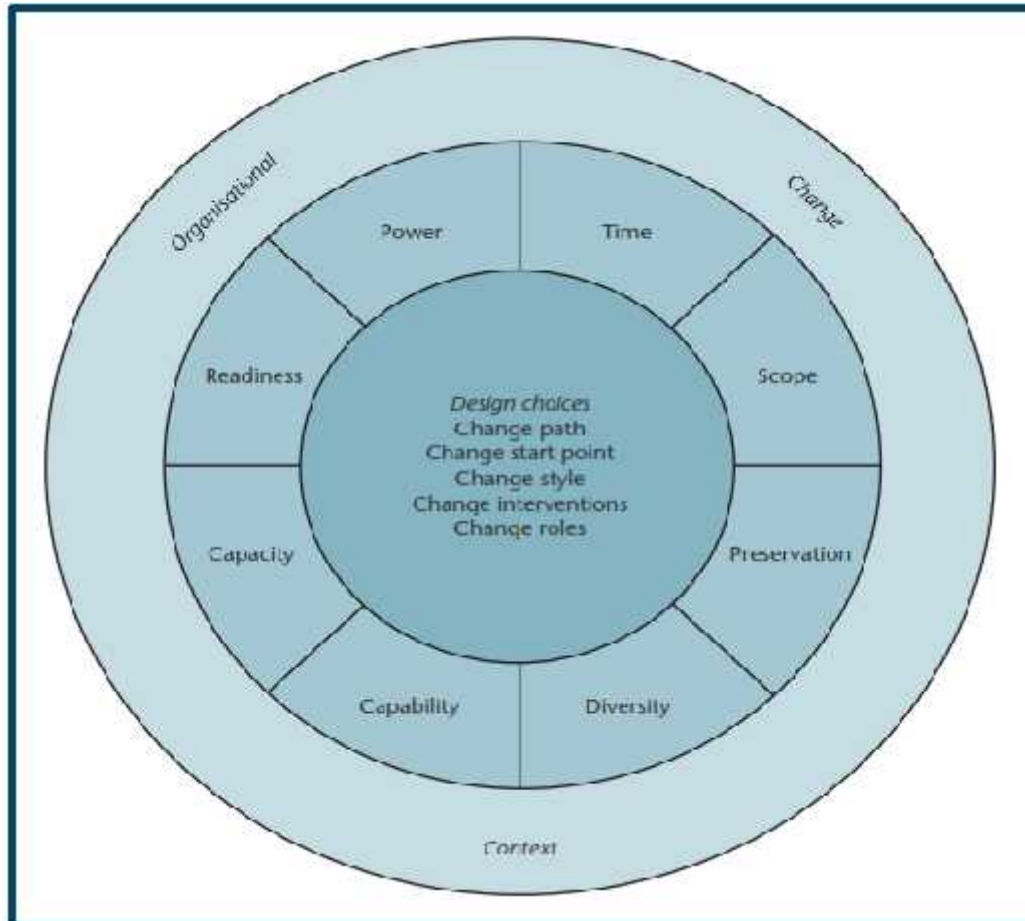 Organisational
Change
Power
Time
Readiness
Scope
Design choices
Change path
Change start point
Change style
Change interventions
Change roles
Capacity
Preservation
Capability
Diversity
Context